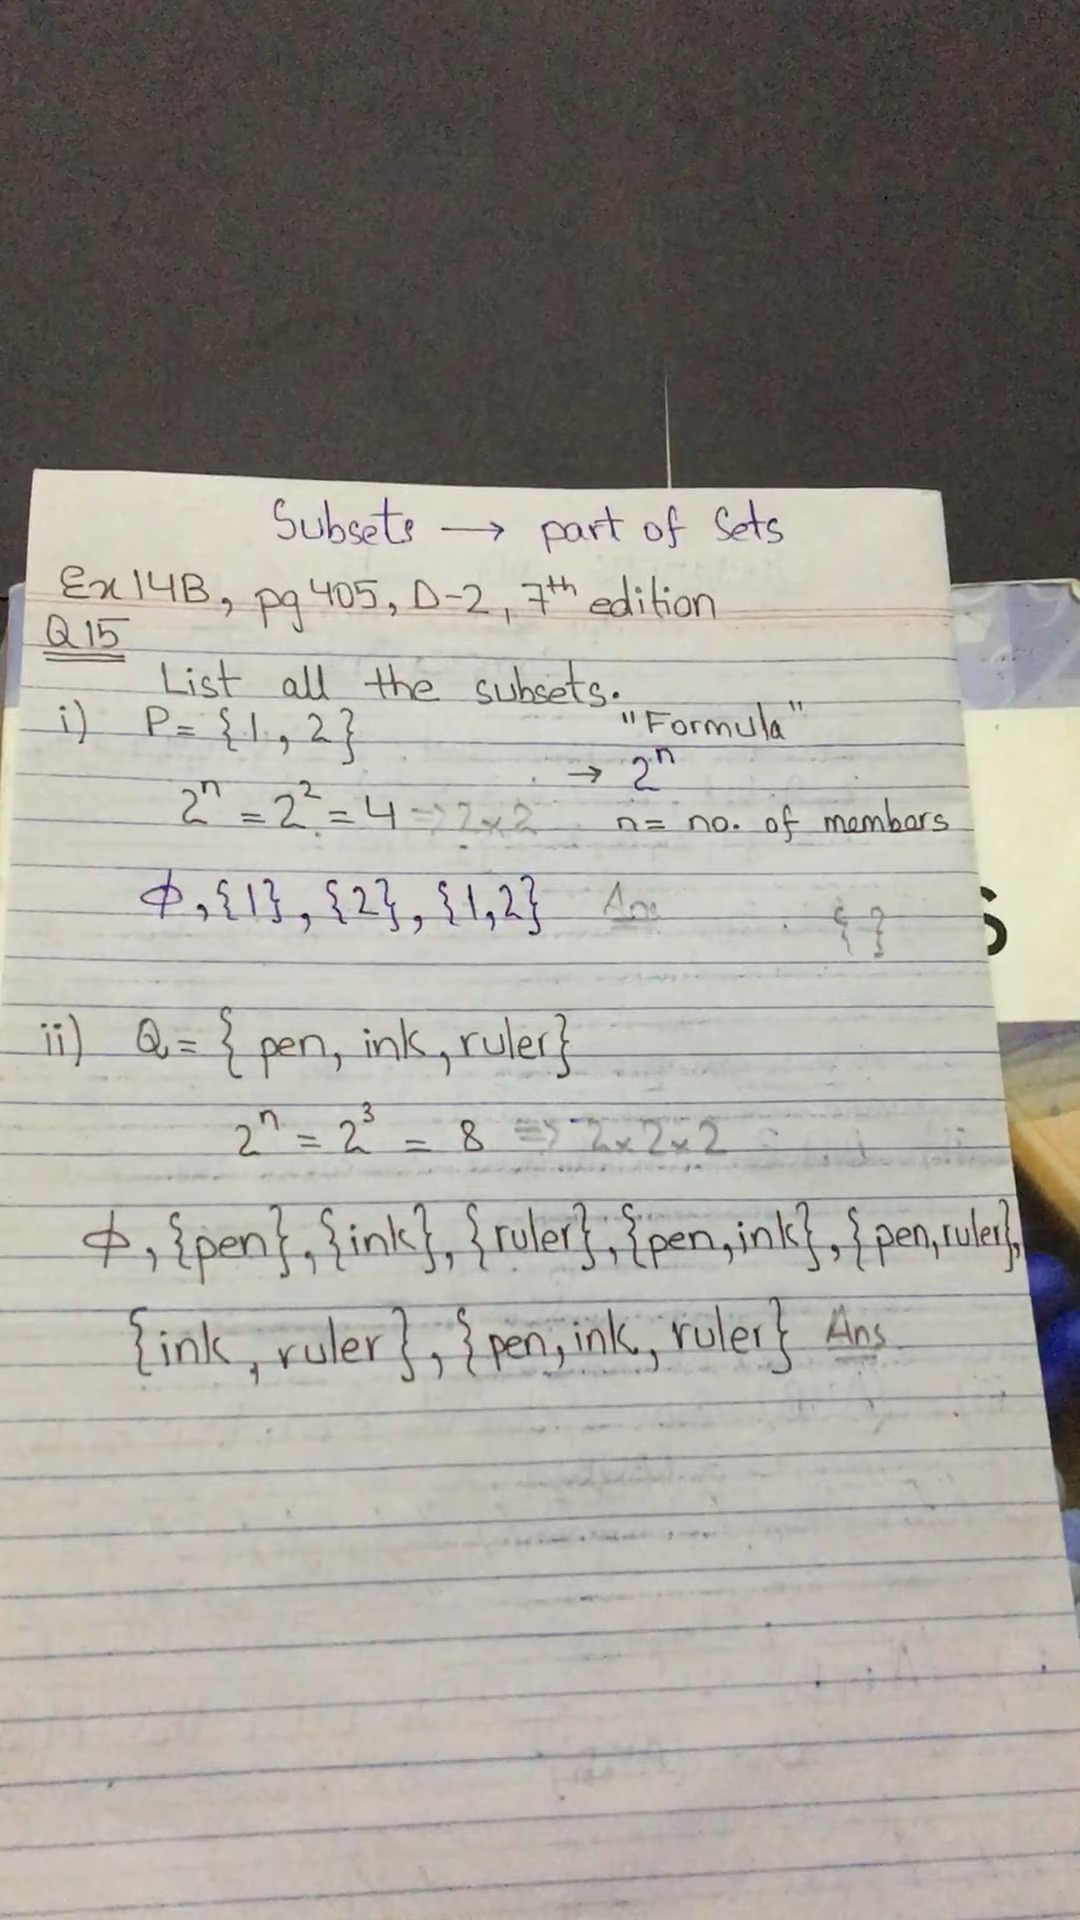 Subsets → part of Sets
Ex 14B, pg 405, D-2, 7th edition
Q15
List all the subsets.
i) P = {1, 2}
"Formula"
→ 2ⁿ
2ⁿ = 2² = 4 => 2×2
n = no. of members
ϕ, {1}, {2}, {1,2} Ans
{ }
S
ii) Q = { pen, ink, ruler}
2ⁿ = 2³ = 8 => 2×2×2
ϕ, {pen}, {ink}, {ruler}, {pen, ink}, {pen, ruler},
{ink, ruler}, {pen, ink, ruler} Ans